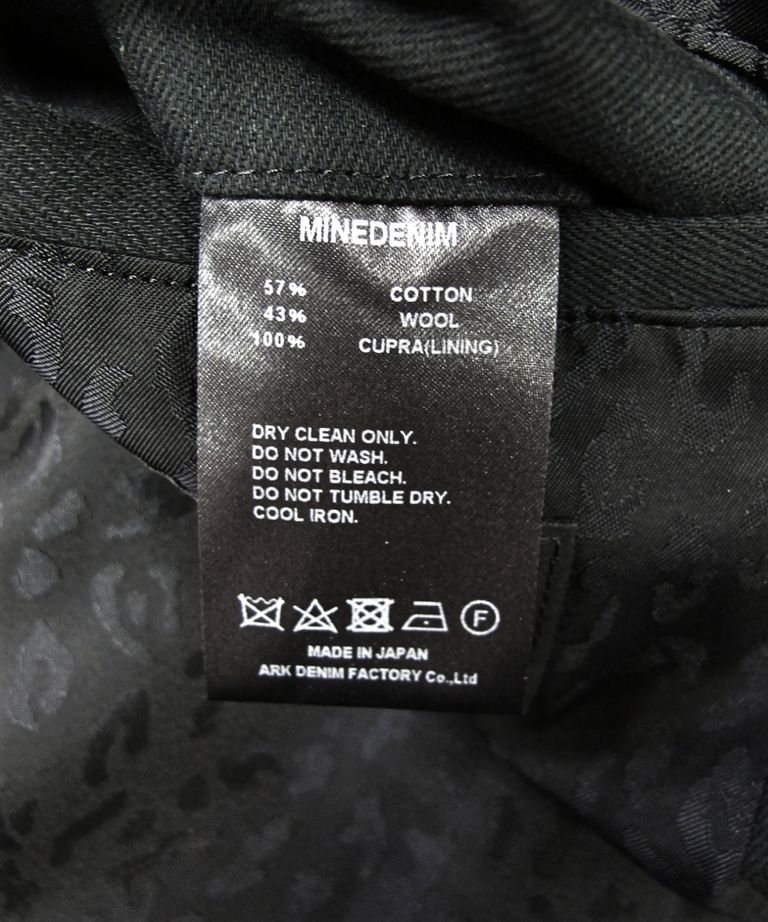 MINEDENIM
57% COTTON
43% WOOL
100% CUPRA(LINING)
DRY CLEAN ONLY.
DO NOT WASH.
DO NOT BLEACH.
DO NOT TUMBLE DRY.
COOL IRON.
F
MADE IN JAPAN
ARK DENIM FACTORY Co.,Ltd